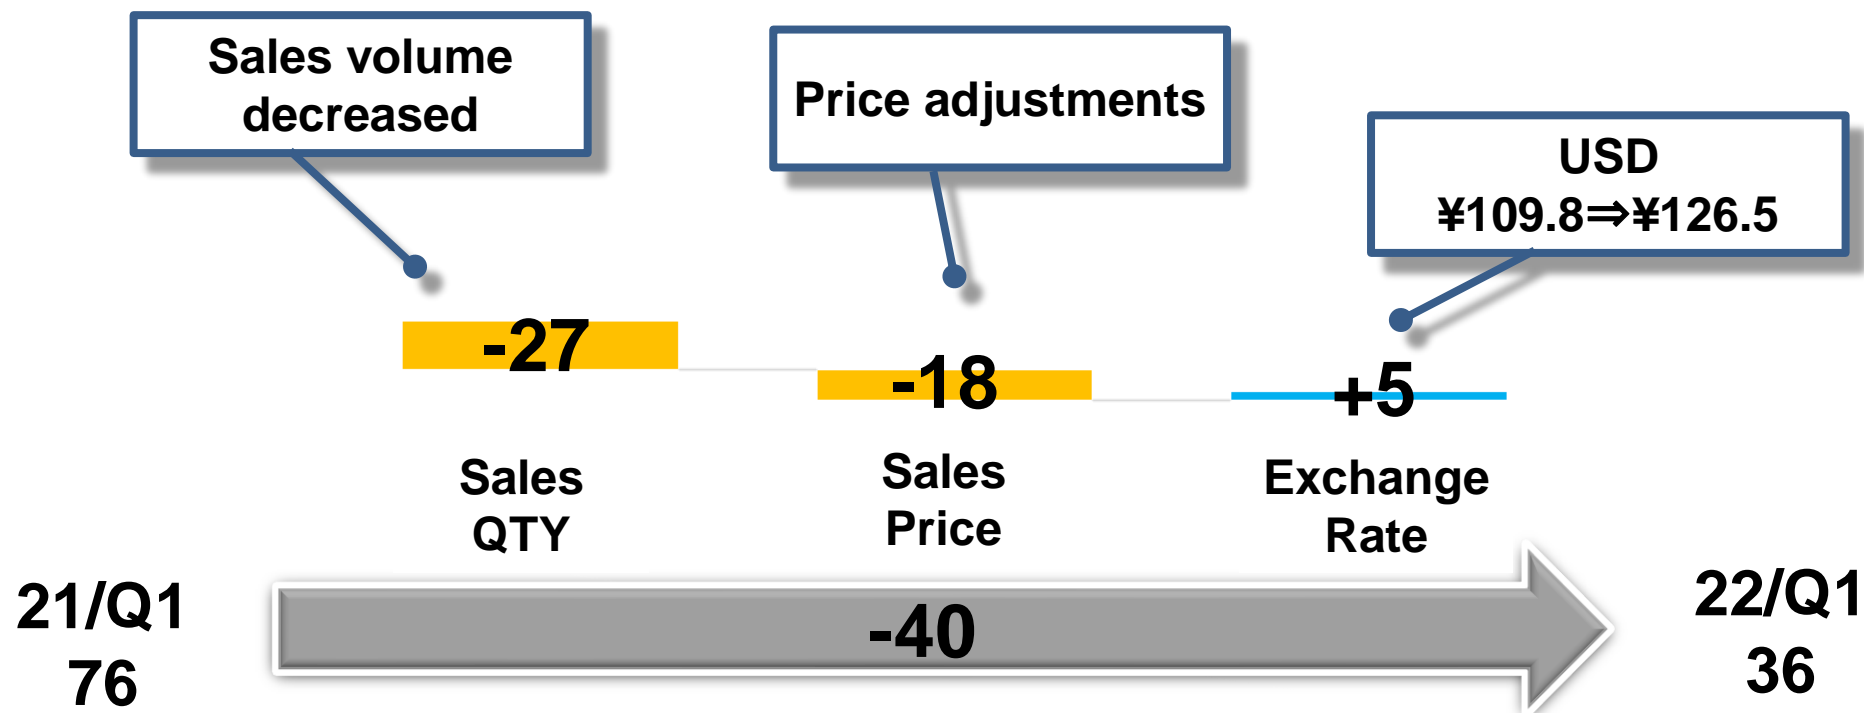 Sales volume
decreased
Price adjustments
USD
¥109.8⇒¥126.5
-27
-18
+5
Sales
QTY
Sales
Price
Exchange
Rate
21/Q1
76
-40
22/Q1
36